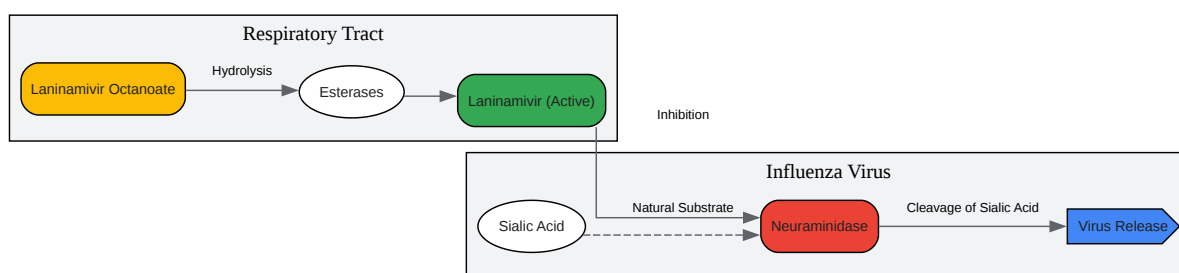 Respiratory Tract
Hydrolysis
Laninamivir Octanoate
Esterases
Laninamivir (Active)
Inhibition
Influenza Virus
Natural Substrate
Cleavage of Sialic Acid
Sialic Acid
Neuraminidase
Virus Release